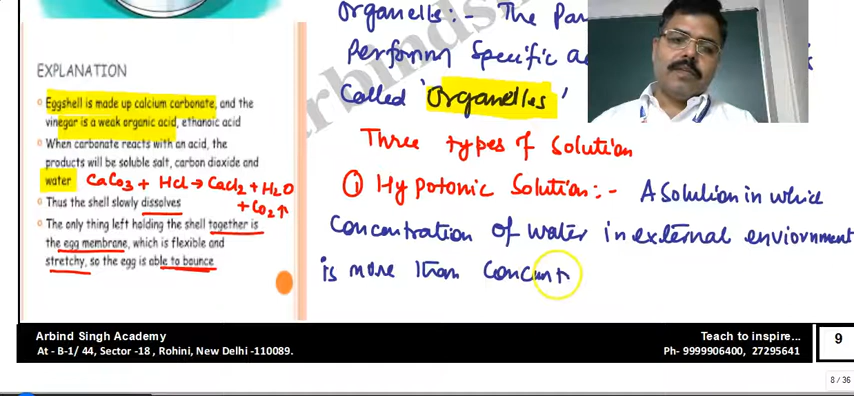 EXPLANATION
Eggshell is made up calcium carbonate, and the
vinegar is a weak organic acid, ethanoic acid
When carbonate reacts with an acid, the
products will be soluble salt, carbon dioxide and
water
CaCO3 + HCl → CaCl2 + H2O
+ CO2 ↑
Thus the shell slowly dissolves
The only thing left holding the shell together is
the egg membrane, which is flexible and
stretchy, so the egg is able to bounce
Organelles:- The
Performing Specific
Called 'Organelles'
Three types of Solution
① Hypotonic Solution:- A Solution in which
Concentration of water in external enviornment
is more than
Arbind Singh Academy
At - B-1/ 44, Sector -18 , Rohini, New Delhi -110089.
Teach to inspire...
Ph- 9999906400, 27295641
9
8 / 36